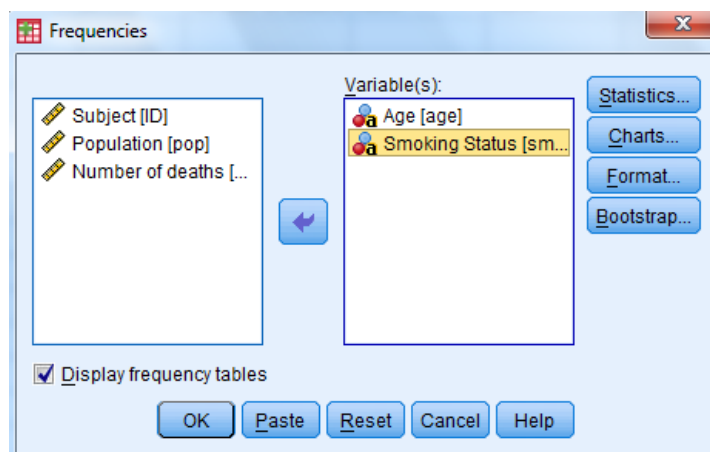 Frequencies
Variable(s):
Subject [ID]
Population [pop]
Number of deaths [...
Age [age]
Smoking Status [sm...
Statistics...
Charts...
Format...
Bootstrap...
Display frequency tables
OK Paste Reset Cancel Help